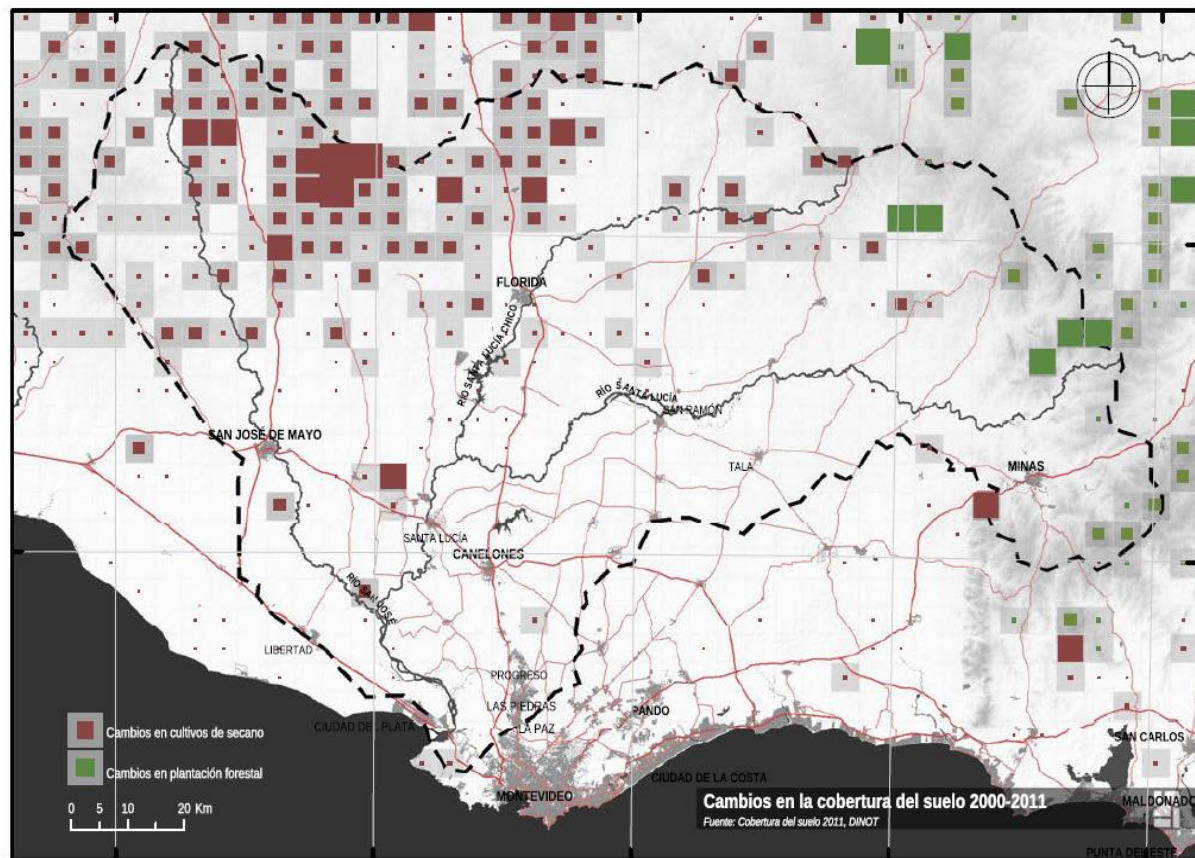 FLORIDA
RÍO SANTA LUCÍA CHICO
RÍO SANTA LUCÍA
SAN RAMÓN
SAN JOSÉ DE MAYO
TALA
MINAS
SANTA LUCÍA
CANELONES
RÍO SAN JOSÉ
LIBERTAD
PROGRESO
LAS PIEDRAS
LA PAZ
PANDO
CIUDAD DEL PLATA
SAN CARLOS
Cambios en cultivos de secano
Cambios en plantación forestal
CIUDAD DE LA COSTA
MONTEVIDEO
MALDONADO
0 5 10 20 Km
Cambios en la cobertura del suelo 2000-2011
Fuente: Cobertura del suelo 2011, DINOT
PUNTA DEL ESTE